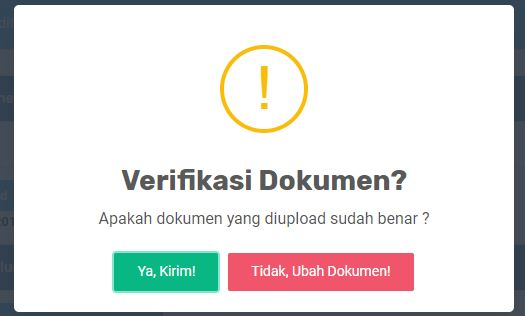 Verifikasi Dokumen?
Apakah dokumen yang diupload sudah benar ?
Ya, Kirim!
Tidak, Ubah Dokumen!